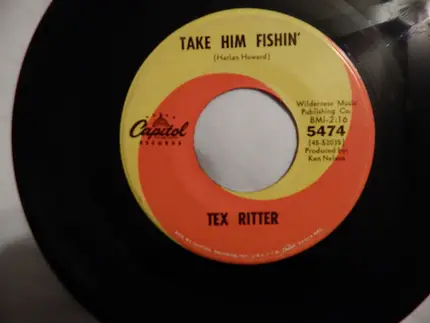 TAKE HIM FISHIN'
(Harlan Howard)
Wilderness Music
Publishing Co.
BMI-2:16
5474
(45-52035)
Produced by:
Ken Nelson
Capitol
RECORDS
TEX RITTER